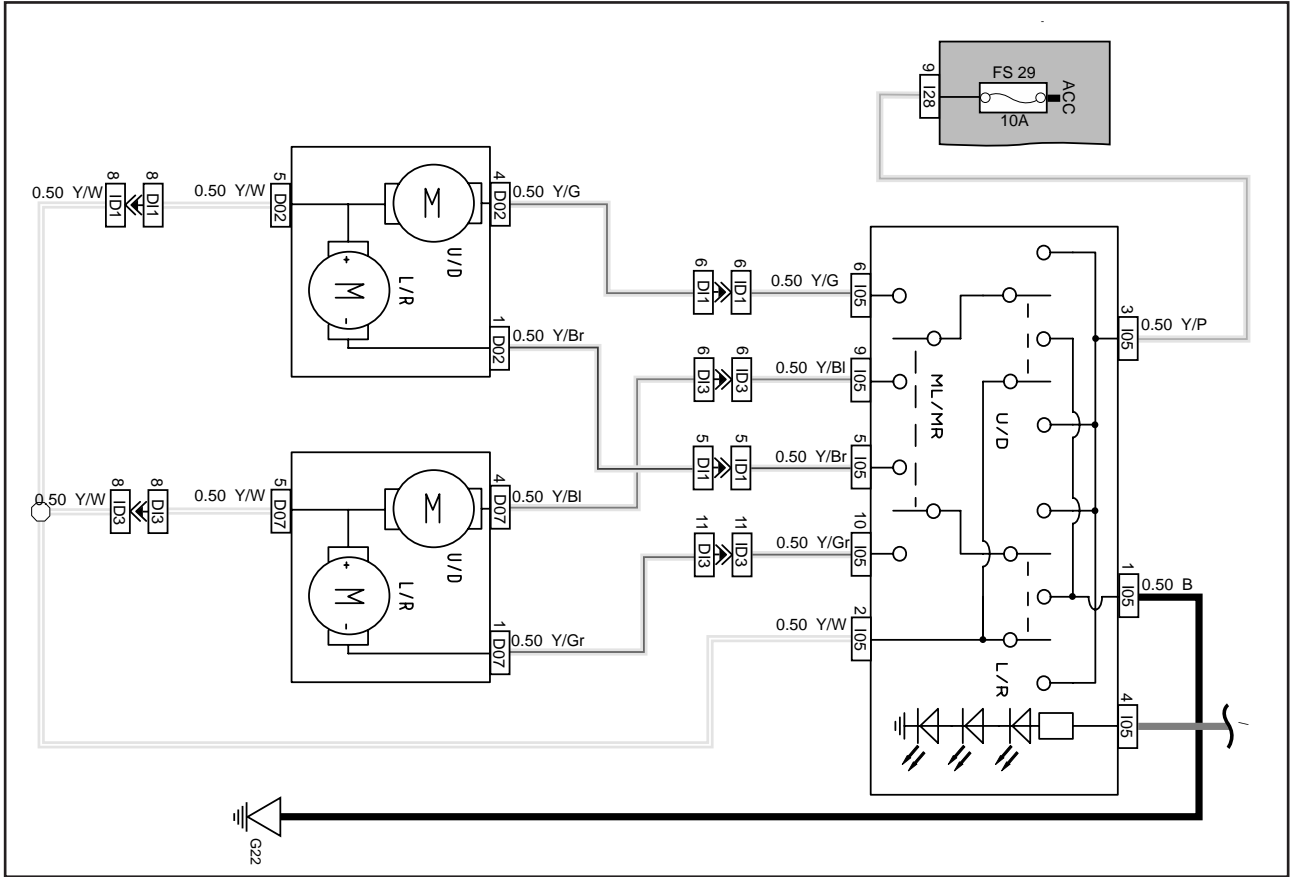 FS 29
10A
ACC
9
I28
0.50 Y/W
8
ID1
8
DI1
0.50 Y/W
5
D02
M
U/D
+
M
-
L/R
4
D02
0.50 Y/G
1
D02
0.50 Y/Br
6
DI1
6
ID1
0.50 Y/G
6
I05
6
DI3
6
ID3
0.50 Y/Bl
9
I05
5
DI1
5
ID1
0.50 Y/Br
5
I05
11
DI3
11
ID3
0.50 Y/Gr
10
I05
0.50 Y/W
2
I05
ML/MR
U/D
L/R
3
I05
0.50 Y/P
1
I05
0.50 B
4
I05
0.50 Y/W
8
ID3
8
DI3
0.50 Y/W
5
D07
M
U/D
+
M
-
L/R
4
D07
0.50 Y/Bl
1
D07
0.50 Y/Gr
G22